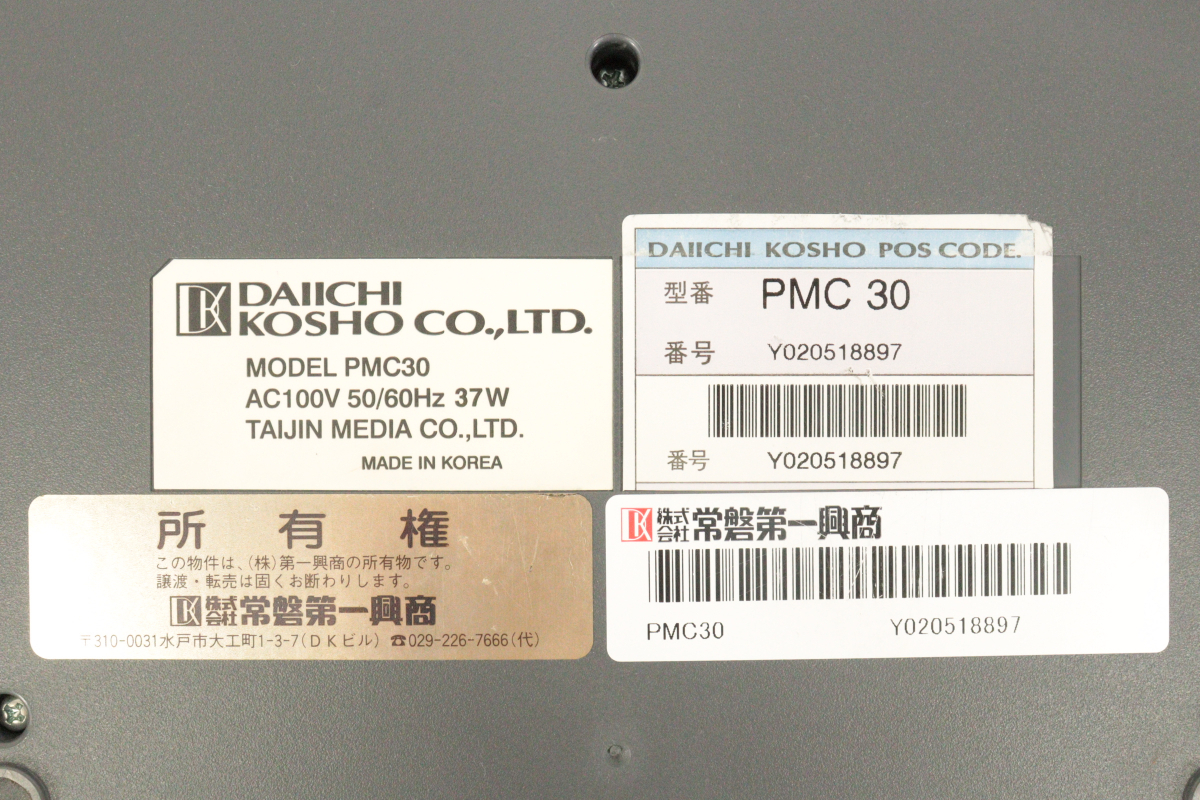 DAIICHI
KOSHO CO.,LTD.
MODEL PMC30
AC100V 50/60Hz 37W
TAIJIN MEDIA CO.,LTD.
MADE IN KOREA
DAIICHI KOSHO POS CODE.
型番 PMC 30
番号 Y020518897
番号 Y020518897
所有権
この物件は、(株)第一興商の所有物です。
譲渡・転売は固くお断わりします。
株式会社 常磐第一興商
〒310-0031水戸市大工町1-3-7(DKビル) ☎029-226-7666(代)
株式会社 常磐第一興商
PMC30 Y020518897